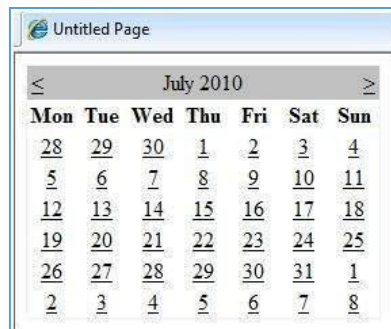 Untitled Page
< July 2010 >
Mon Tue Wed Thu Fri Sat Sun
28 29 30 1 2 3 4
5 6 7 8 9 10 11
12 13 14 15 16 17 18
19 20 21 22 23 24 25
26 27 28 29 30 31 1
2 3 4 5 6 7 8